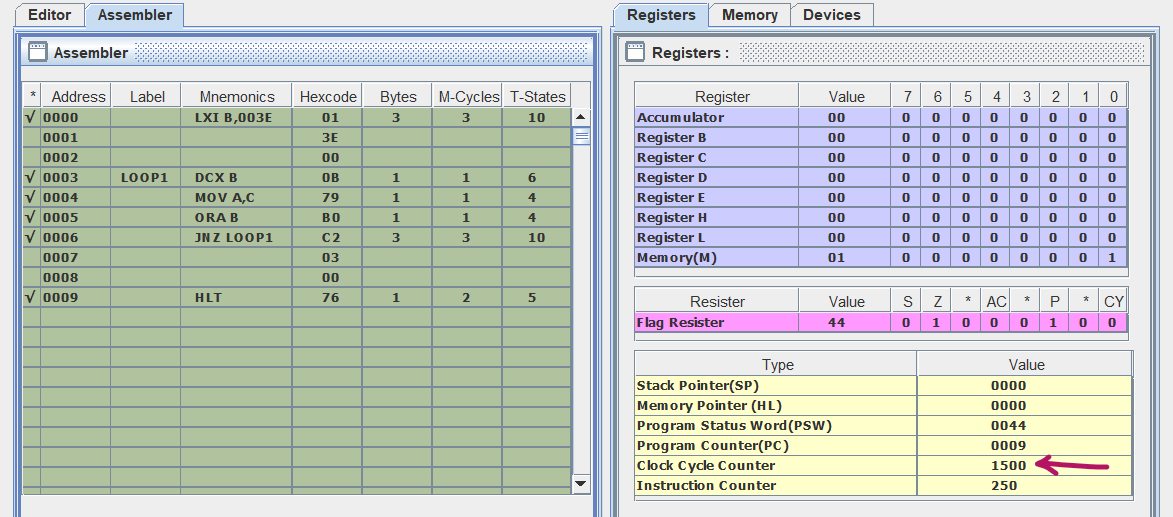 Editor Assembler
Assembler
* Address Label Mnemonics Hexcode Bytes M-Cycles T-States
√ 0000 LXI B,003E 01 3 3 10
0001 3E
0002 00
√ 0003 LOOP1 DCX B 0B 1 1 6
√ 0004 MOV A,C 79 1 1 4
√ 0005 ORA B B0 1 1 4
√ 0006 JNZ LOOP1 C2 3 3 10
0007 03
0008 00
√ 0009 HLT 76 1 2 5
Registers Memory Devices
Registers :
Register Value 7 6 5 4 3 2 1 0
Accumulator 00 0 0 0 0 0 0 0 0
Register B 00 0 0 0 0 0 0 0 0
Register C 00 0 0 0 0 0 0 0 0
Register D 00 0 0 0 0 0 0 0 0
Register E 00 0 0 0 0 0 0 0 0
Register H 00 0 0 0 0 0 0 0 0
Register L 00 0 0 0 0 0 0 0 0
Memory(M) 01 0 0 0 0 0 0 0 1
Resister Value S Z * AC * P * CY
Flag Resister 44 0 1 0 0 0 1 0 0
Type Value
Stack Pointer(SP) 0000
Memory Pointer (HL) 0000
Program Status Word(PSW) 0044
Program Counter(PC) 0009
Clock Cycle Counter 1500
Instruction Counter 250